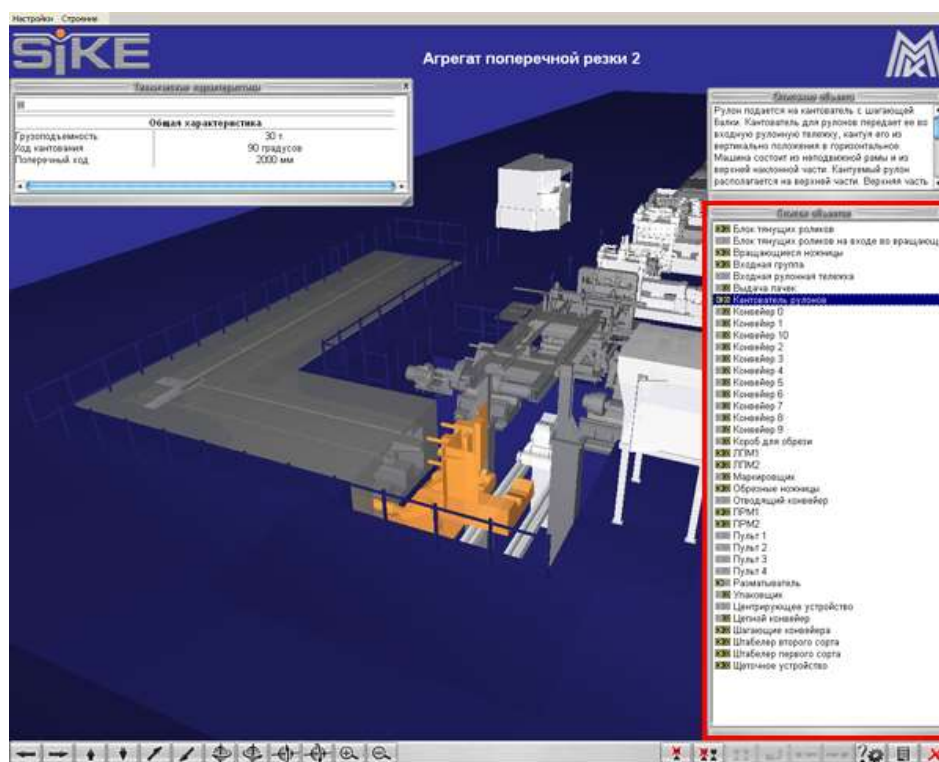 Настройки Строение
SiKE
Агрегат поперечной резки 2
Технические характеристики
Общая характеристика
Грузоподъемность 30 т.
Ход кантования 90 градусов
Поперечный ход 2000 мм
Описание объекта
Рулон подается на кантователь с шагающей
балки. Кантователь для рулонов передает ее во
входную рулонную тележку, кантуя его из
вертикально положения в горизонтальное.
Машина состоит из неподвижной рамы и из
верхней наклонной части. Кантуемый рулон
располагается на верхней части. Верхняя часть
Список объектов
Блок тянущих роликов
Блок тянущих роликов на входе во вращающ
Вращающиеся ножницы
Входная группа
Входная рулонная тележка
Выдача пачек
Кантователь рулонов
Конвейер 0
Конвейер 1
Конвейер 10
Конвейер 2
Конвейер 3
Конвейер 4
Конвейер 5
Конвейер 6
Конвейер 7
Конвейер 8
Конвейер 9
Короб для обрези
ЛПМ1
ЛПМ2
Маркировщик
Обрезные ножницы
Отводящий конвейер
ПРМ1
ПРМ2
Пульт 1
Пульт 2
Пульт 3
Пульт 4
Разматыватель
Упаковщик
Центрирующее устройство
Цепной конвейер
Шагающие конвейера
Штабелер второго сорта
Штабелер первого сорта
Щеточное устройство